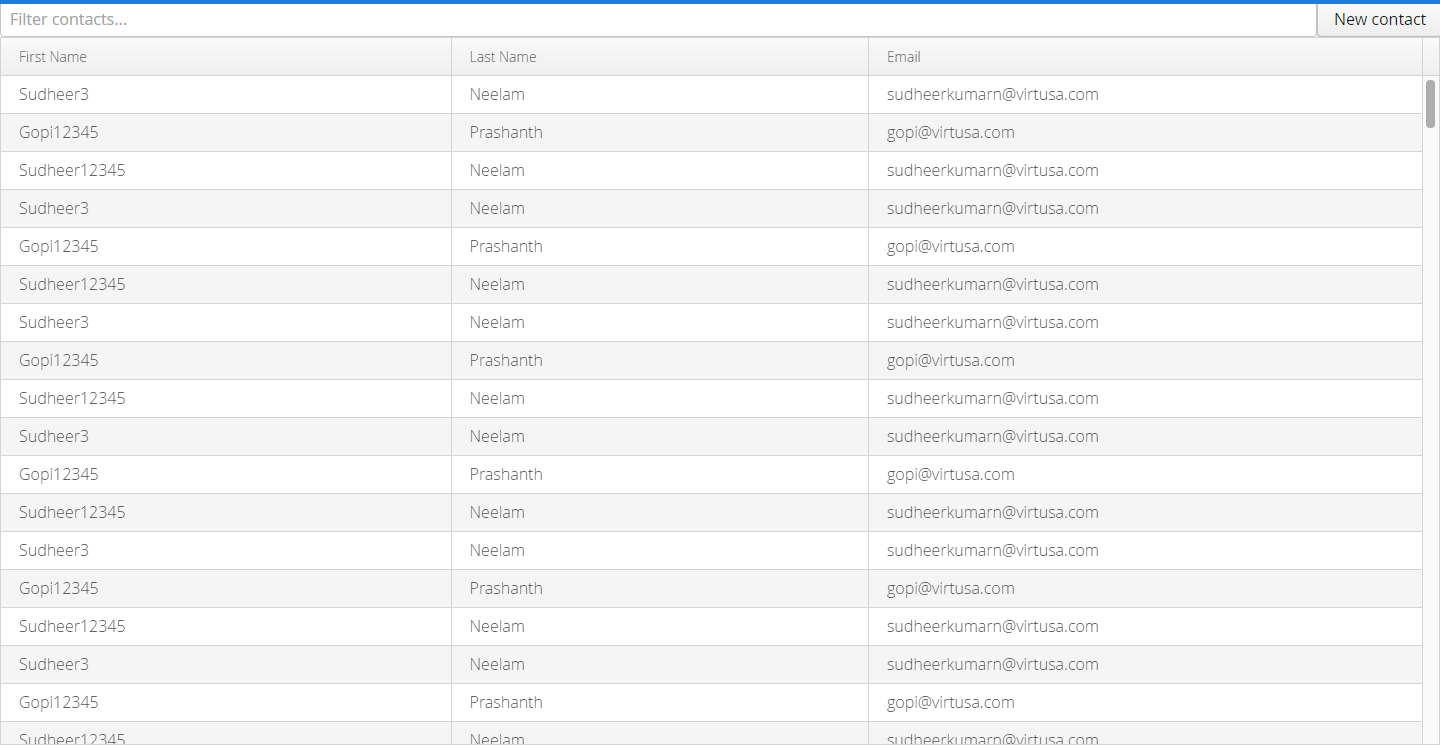 Filter contacts... New contact
First Name Last Name Email
Sudheer3 Neelam sudheerkumarn@virtusa.com
Gopi12345 Prashanth gopi@virtusa.com
Sudheer12345 Neelam sudheerkumarn@virtusa.com
Sudheer3 Neelam sudheerkumarn@virtusa.com
Gopi12345 Prashanth gopi@virtusa.com
Sudheer12345 Neelam sudheerkumarn@virtusa.com
Sudheer3 Neelam sudheerkumarn@virtusa.com
Gopi12345 Prashanth gopi@virtusa.com
Sudheer12345 Neelam sudheerkumarn@virtusa.com
Sudheer3 Neelam sudheerkumarn@virtusa.com
Gopi12345 Prashanth gopi@virtusa.com
Sudheer12345 Neelam sudheerkumarn@virtusa.com
Sudheer3 Neelam sudheerkumarn@virtusa.com
Gopi12345 Prashanth gopi@virtusa.com
Sudheer12345 Neelam sudheerkumarn@virtusa.com
Sudheer3 Neelam sudheerkumarn@virtusa.com
Gopi12345 Prashanth gopi@virtusa.com
Sudheer12345 Neelam sudheerkumarn@virtusa.com